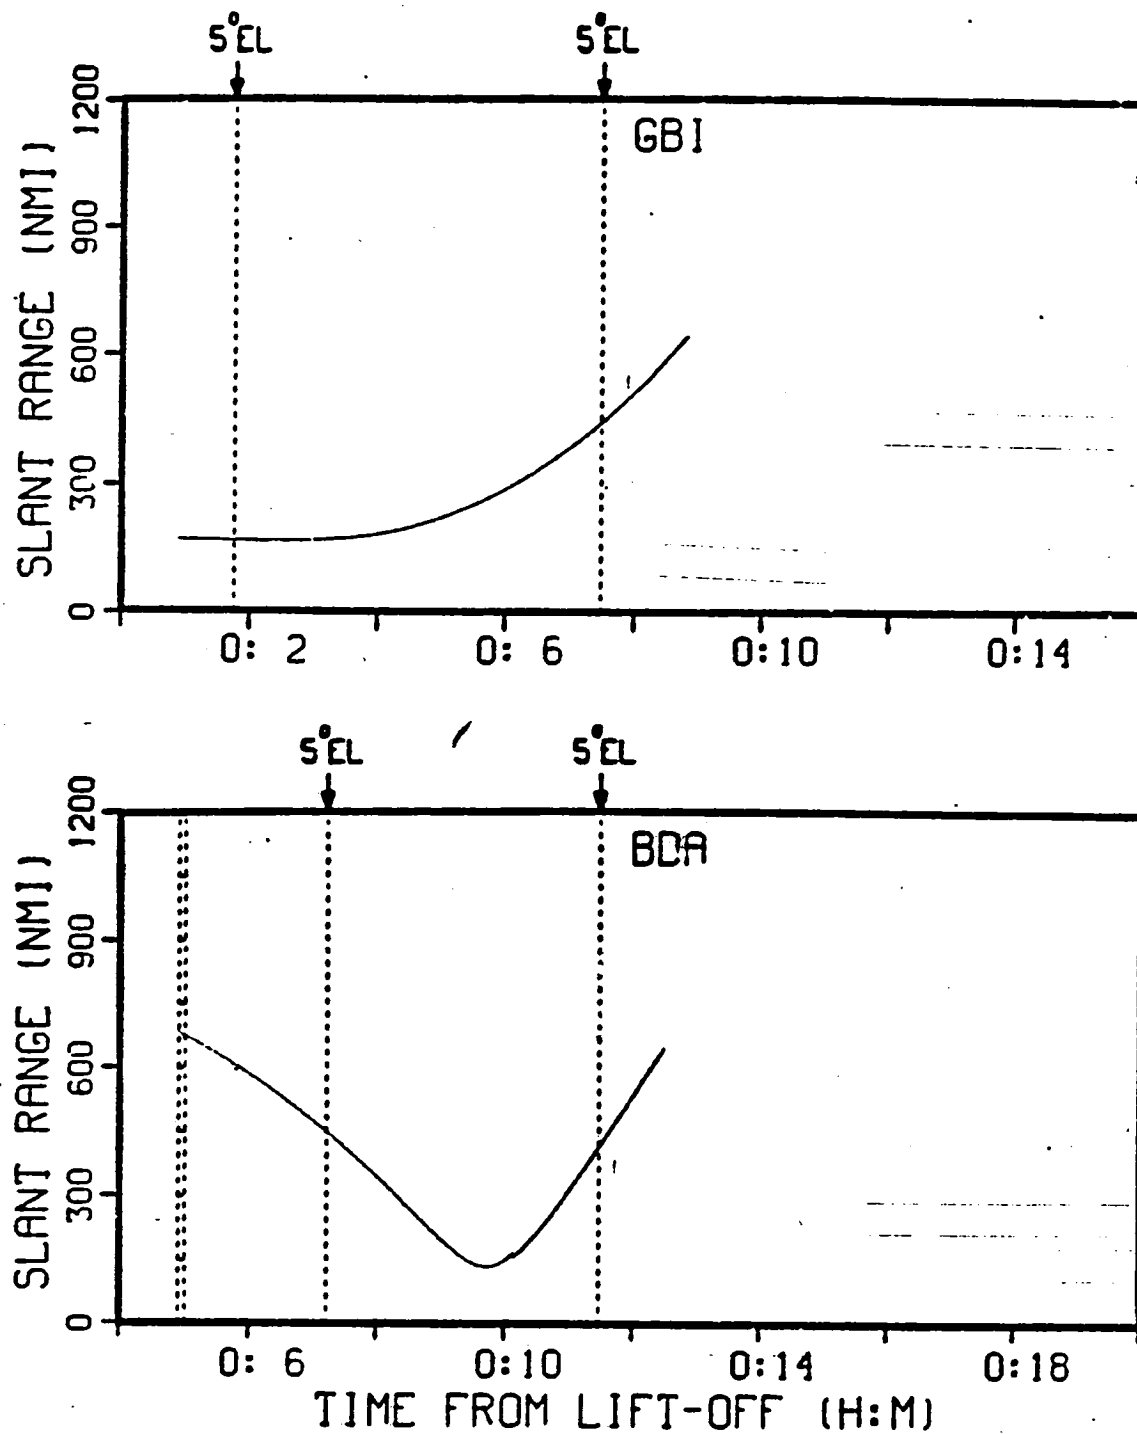 5°EL 5°EL
GBI
SLANT RANGE (NMI)
1200
900
600
300
0
0: 2 0: 6 0:10 0:14
5°EL 5°EL
BDA
SLANT RANGE (NMI)
1200
900
600
300
0
0: 6 0:10 0:14 0:18
TIME FROM LIFT-OFF (H:M)